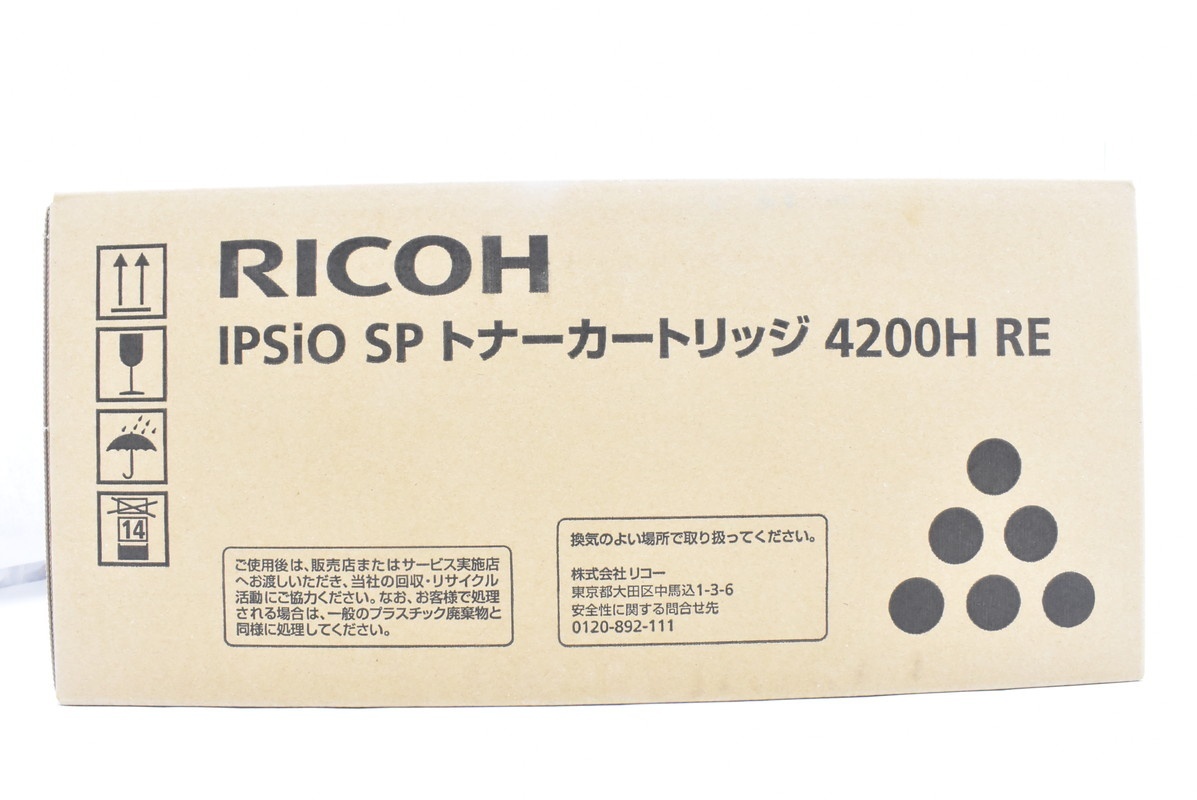 RICOH
IPSiO SP トナーカートリッジ 4200H RE
14
ご使用後は、販売店またはサービス実施店
へお渡しいただき、当社の回収・リサイクル
活動にご協力ください。なお、お客様で処理
される場合は、一般のプラスチック廃棄物と
同様に処理してください。
換気のよい場所で取り扱ってください。
株式会社リコー
東京都大田区中馬込1-3-6
安全性に関する問合せ先
0120-892-111